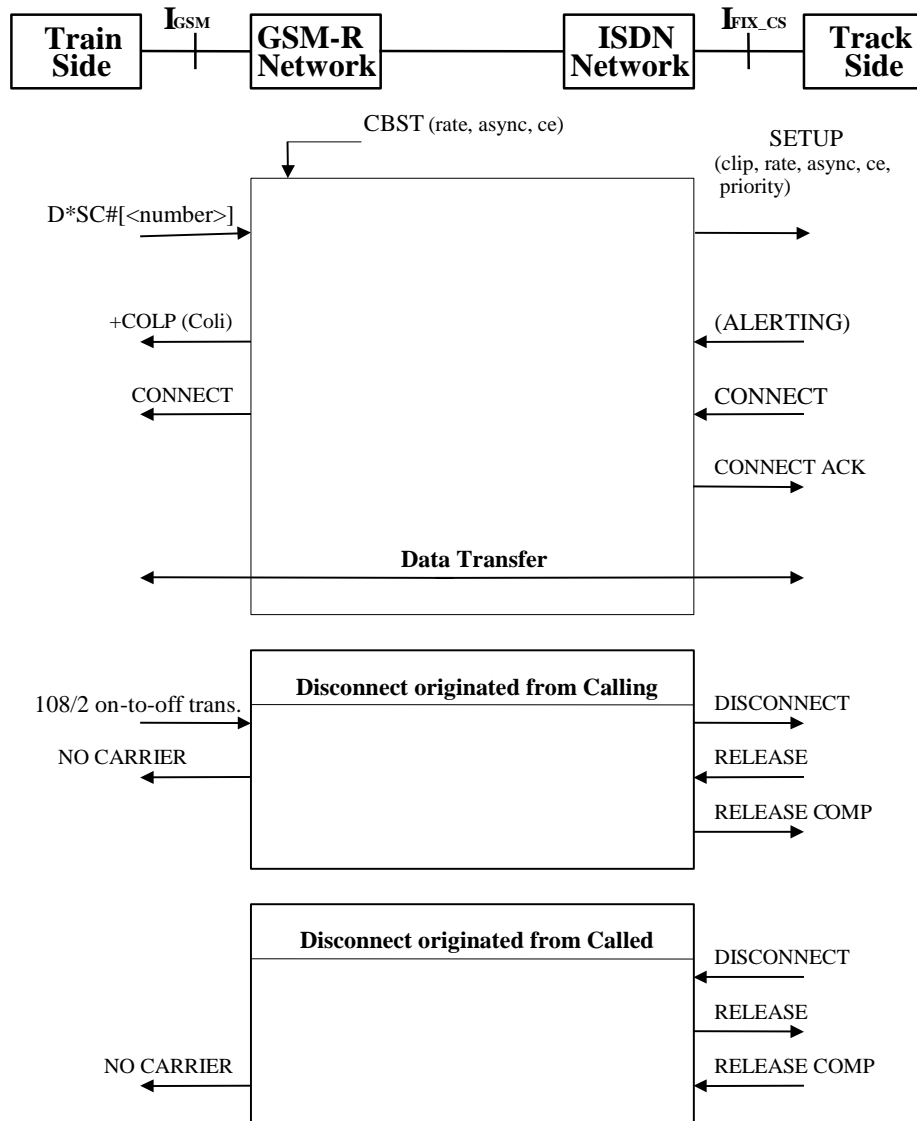 I GSM
I FIX_CS
Train Side
GSM-R Network
ISDN Network
Track Side
CBST (rate, async, ce)
SETUP
(clip, rate, async, ce,
priority)
D*SC#[<number>]
+COLP (Coli)
(ALERTING)
CONNECT
CONNECT
CONNECT ACK
Data Transfer
Disconnect originated from Calling
108/2 on-to-off trans.
DISCONNECT
NO CARRIER
RELEASE
RELEASE COMP
Disconnect originated from Called
DISCONNECT
RELEASE
NO CARRIER
RELEASE COMP